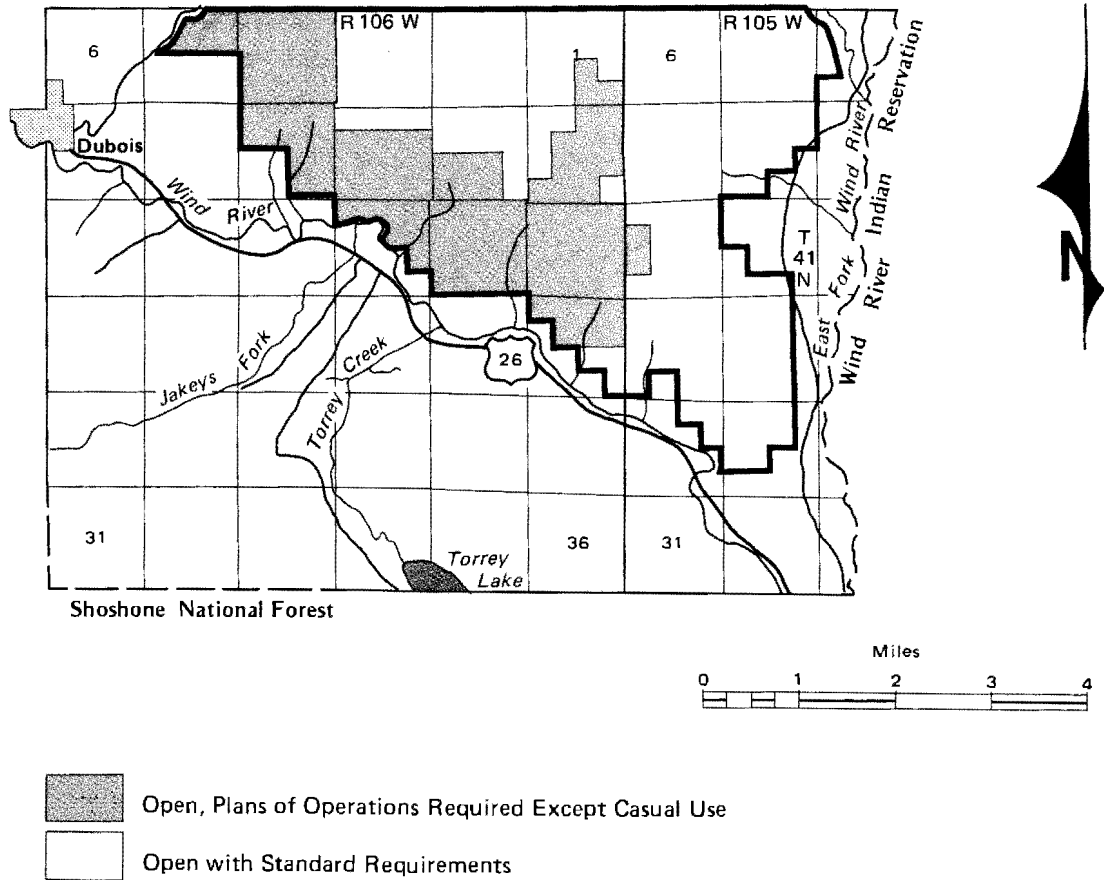 R 106 W
R 105 W
6
1
6
Dubois
Wind River
Wind River
East Fork
Wind River Indian Reservation
T
41
N
N
Jakeys Fork
Torrey Creek
26
31
36
31
Torrey
Lake
Shoshone National Forest
Miles
0 1 2 3 4
Open, Plans of Operations Required Except Casual Use
Open with Standard Requirements